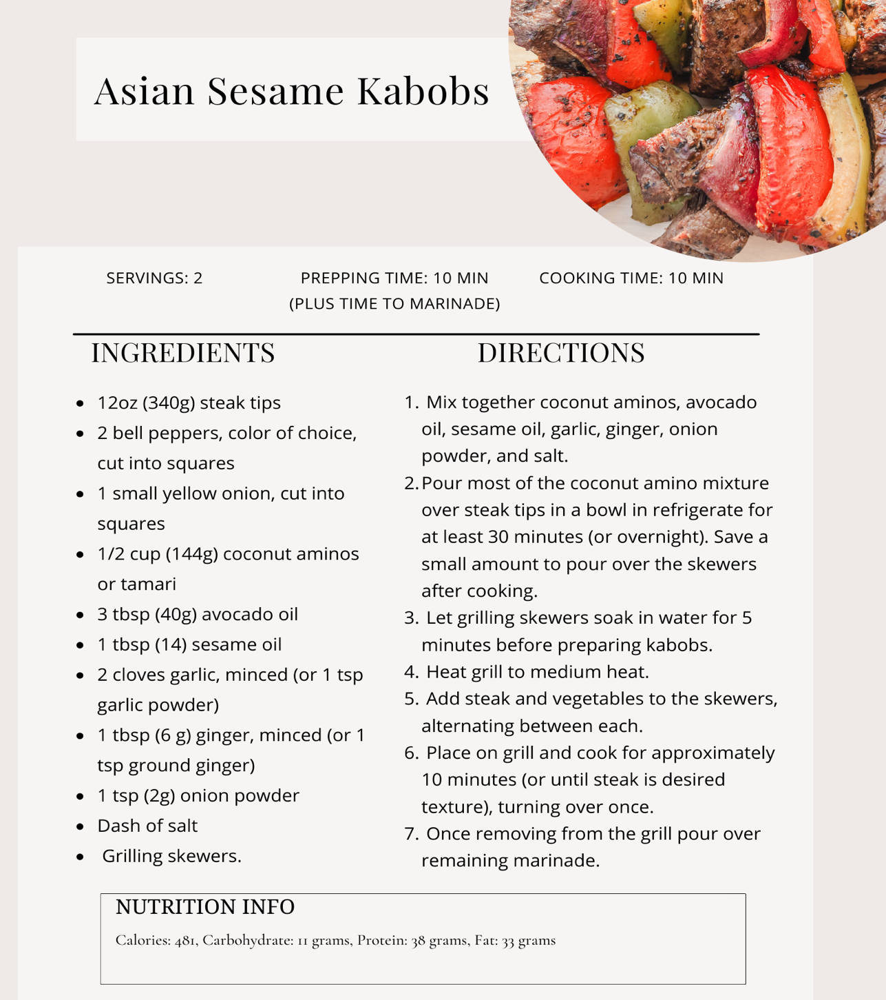 Asian Sesame Kabobs
SERVINGS: 2
PREPPING TIME: 10 MIN
(PLUS TIME TO MARINADE)
COOKING TIME: 10 MIN
INGREDIENTS
• 12oz (340g) steak tips
• 2 bell peppers, color of choice,
cut into squares
• 1 small yellow onion, cut into
squares
• 1/2 cup (144g) coconut aminos
or tamari
• 3 tbsp (40g) avocado oil
• 1 tbsp (14) sesame oil
• 2 cloves garlic, minced (or 1 tsp
garlic powder)
• 1 tbsp (6 g) ginger, minced (or 1
tsp ground ginger)
• 1 tsp (2g) onion powder
• Dash of salt
• Grilling skewers.
DIRECTIONS
1. Mix together coconut aminos, avocado
oil, sesame oil, garlic, ginger, onion
powder, and salt.
2. Pour most of the coconut amino mixture
over steak tips in a bowl in refrigerate for
at least 30 minutes (or overnight). Save a
small amount to pour over the skewers
after cooking.
3. Let grilling skewers soak in water for 5
minutes before preparing kabobs.
4. Heat grill to medium heat.
5. Add steak and vegetables to the skewers,
alternating between each.
6. Place on grill and cook for approximately
10 minutes (or until steak is desired
texture), turning over once.
7. Once removing from the grill pour over
remaining marinade.
NUTRITION INFO
Calories: 481, Carbohydrate: 11 grams, Protein: 38 grams, Fat: 33 grams